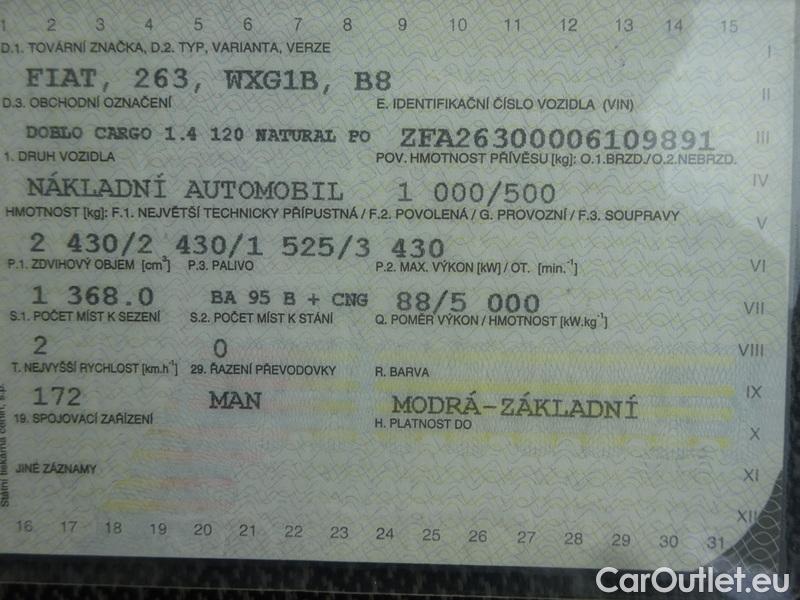 1 2 3 4 5 6 7 8 9 10 11 12 13 14 15
D.1. TOVÁRNÍ ZNAČKA, D.2. TYP, VARIANTA, VERZE
I
FIAT, 263, WXG1B, B8
II
D.3. OBCHODNÍ OZNAČENÍ
E. IDENTIFIKAČNÍ ČÍSLO VOZIDLA (VIN)
DOBLO CARGO 1.4 120 NATURAL PO ZFA26300006109891
III
1. DRUH VOZIDLA
POV. HMOTNOST PŘÍVĚSU [kg]: O.1.BRZD./O.2.NEBRZD.
NÁKLADNÍ AUTOMOBIL 1 000/500
IV
HMOTNOST [kg]: F.1. NEJVĚTŠÍ TECHNICKY PŘÍPUSTNÁ / F.2. POVOLENÁ / G. PROVOZNÍ / F.3. SOUPRAVY
V
2 430/2 430/1 525/3 430
P.1. ZDVIHOVÝ OBJEM [cm³] P.3. PALIVO P.2. MAX. VÝKON [kW] / OT. [min.⁻¹]
VI
1 368.0 BA 95 B + CNG 88/5 000
VII
S.1. POČET MÍST K SEZENÍ S.2. POČET MÍST K STÁNÍ Q. POMĚR VÝKON / HMOTNOST [kW.kg⁻¹]
2 0
VIII
T. NEJVYŠŠÍ RYCHLOST [km.h⁻¹] 29. ŘAZENÍ PŘEVODOVKY R. BARVA
172 MAN MODRÁ-ZÁKLADNÍ
IX
19. SPOJOVACÍ ZAŘÍZENÍ H. PLATNOST DO
X
JINÉ ZÁZNAMY
XI
Státní tiskárna cenin, s.p.
XII
16 17 18 19 20 21 22 23 24 25 26 27 28 29 30 31
CarOutlet.eu